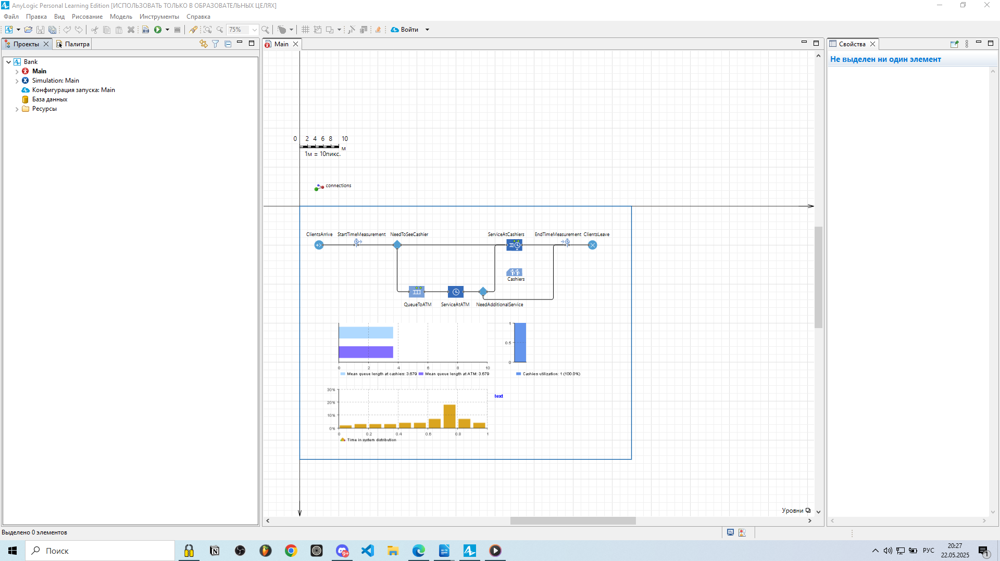 AnyLogic Personal Learning Edition [ИСПОЛЬЗОВАТЬ ТОЛЬКО В ОБРАЗОВАТЕЛЬНЫХ ЦЕЛЯХ]
Файл Правка Вид Рисование Модель Инструменты Справка
75% Войти
Проекты Палитра
Main
Свойства
Не выделен ни один элемент
Bank
Main
Simulation: Main
Конфигурация запуска: Main
База данных
Ресурсы
0 2 4 6 8 10
м
1м = 10пикс.
connections
ClientsArrive StartTimeMeasurement NeedToSeeCashier ServiceAtCashiers EndTimeMeasurement ClientsLeave
Cashiers
QueueToATM ServiceAtATM NeedAdditionalService
1
0.5
0
0 2 4 6 8 10
Mean queue length at cashiers: 3.679 Mean queue length at ATM: 3.679
Cashiers utilization: 1 (100.0%)
30%
20%
10%
0%
text
0 0.2 0.4 0.6 0.8 1
Time in system distribution
Уровни
Выделено 0 элементов
Поиск
9+
РУС
20:27
22.05.2025
1